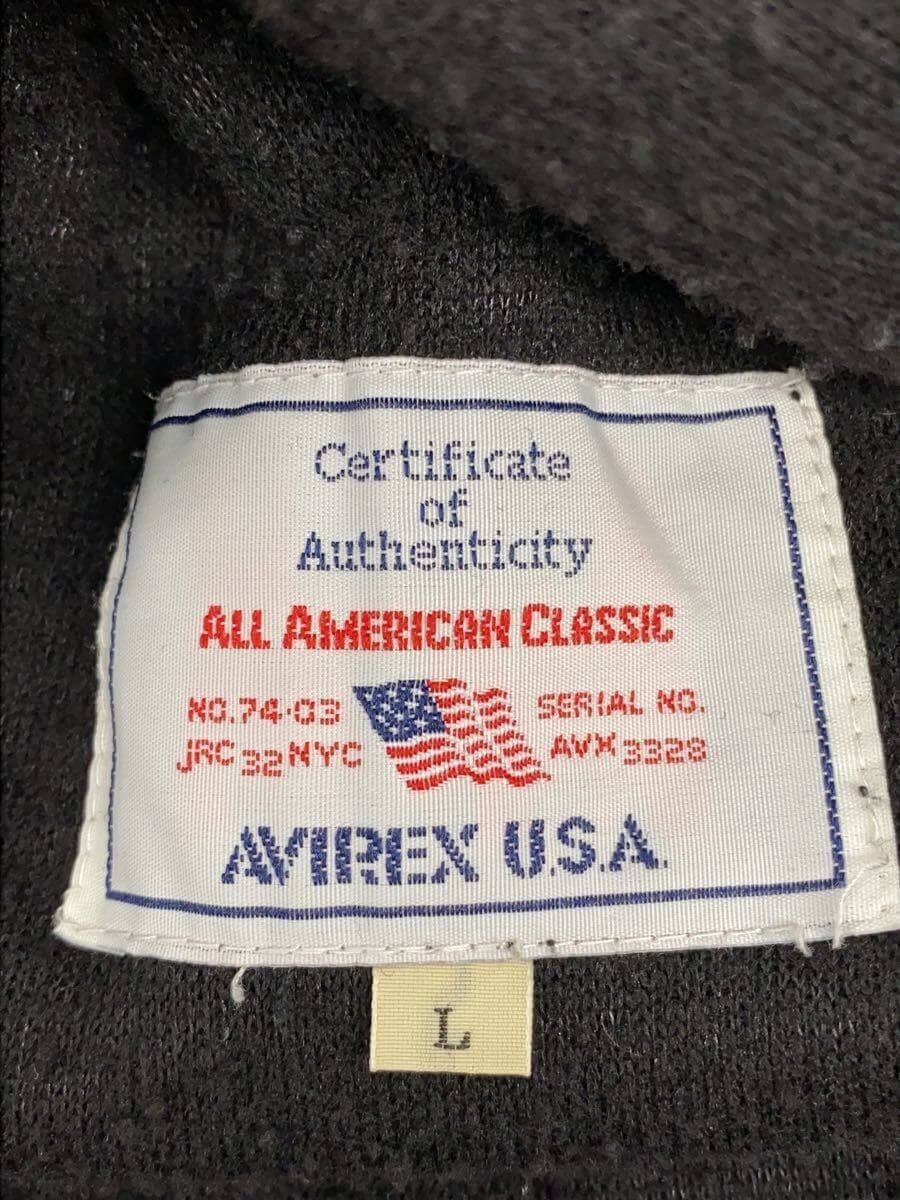 Certificate
of
Authenticity
ALL AMERICAN CLASSIC
NO.74-03
JRC 32 NYC
SERIAL NO.
AVX 3328
AVIREX U.S.A.
L